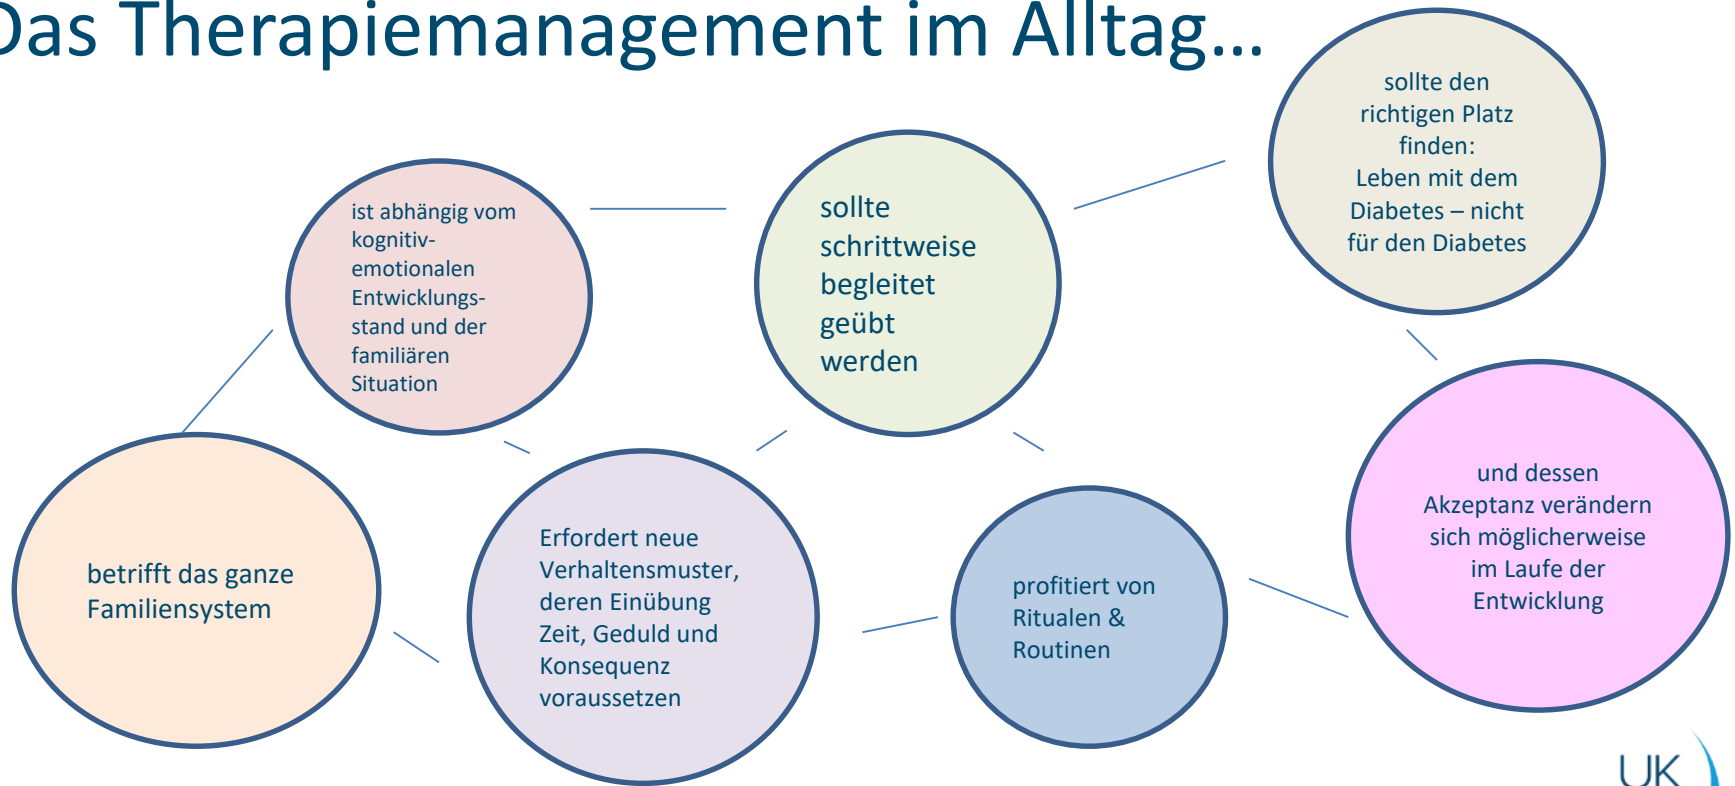 Das Therapiemanagement im Alltag...
ist abhängig vom
kognitiv-
emotionalen
Entwicklungs-
stand und der
familiären
Situation
sollte
schrittweise
begleitet
geübt
werden
sollte den
richtigen Platz
finden:
Leben mit dem
Diabetes – nicht
für den Diabetes
betrifft das ganze
Familiensystem
Erfordert neue
Verhaltensmuster,
deren Einübung
Zeit, Geduld und
Konsequenz
voraussetzen
profitiert von
Ritualen &
Routinen
und dessen
Akzeptanz verändern
sich möglicherweise
im Laufe der
Entwicklung
UK